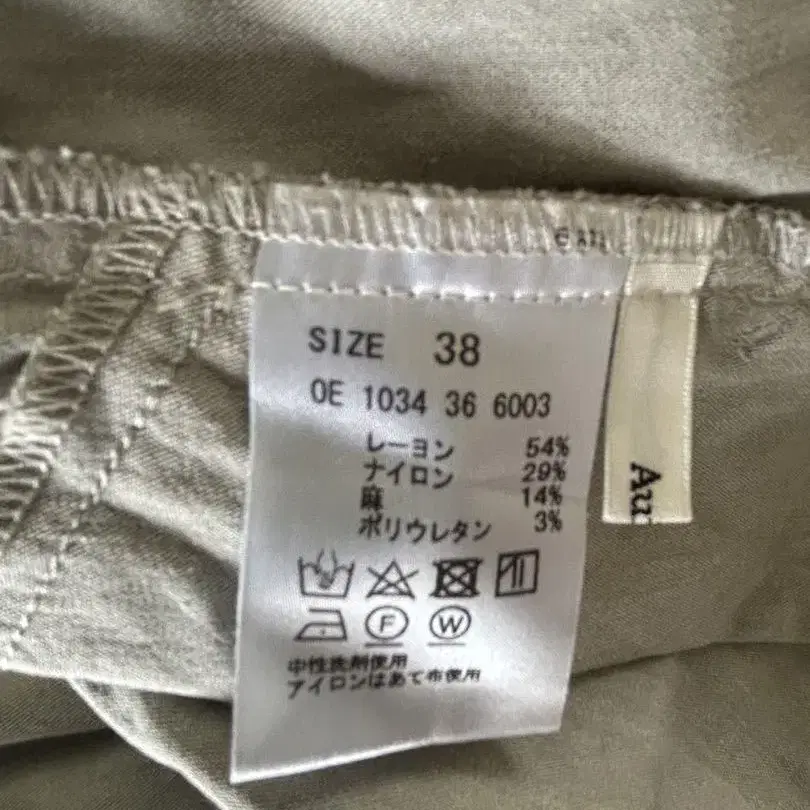 SIZE 38
OE 1034 36 6003
レーヨン 54%
ナイロン 29%
麻 14%
ポリウレタン 3%
F W
中性洗剤使用
アイロンはあて布使用
Au